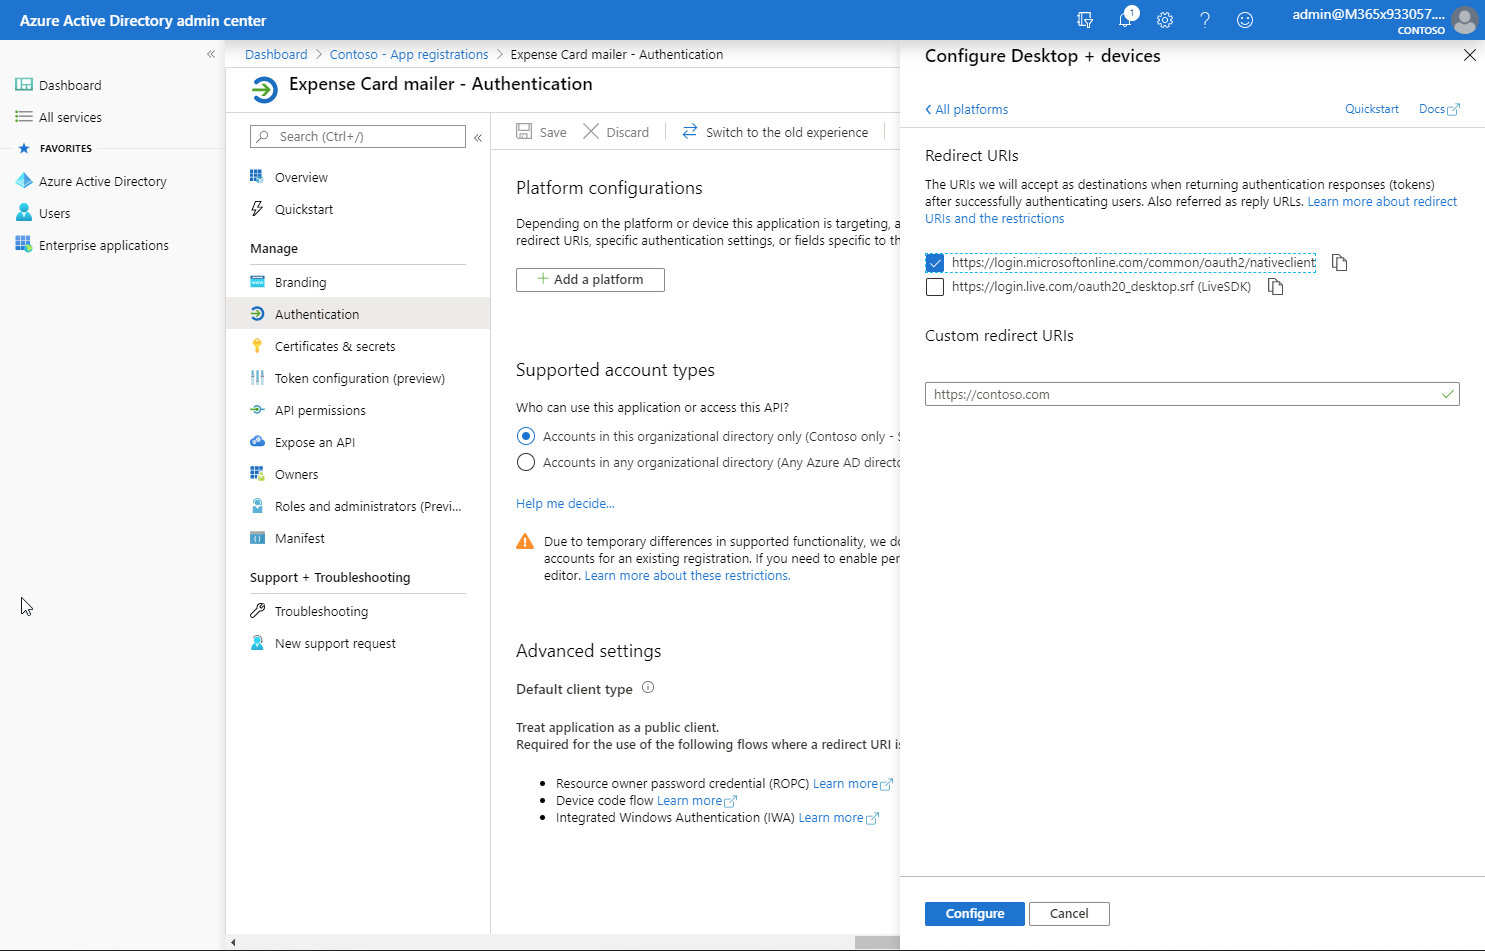 Azure Active Directory admin center
1
admin@M365x933057....
CONTOSO
Dashboard
All services
FAVORITES
Azure Active Directory
Users
Enterprise applications
Dashboard > Contoso - App registrations > Expense Card mailer - Authentication
Expense Card mailer - Authentication
Search (Ctrl+/)
Overview
Quickstart
Manage
Branding
Authentication
Certificates & secrets
Token configuration (preview)
API permissions
Expose an API
Owners
Roles and administrators (Previ...
Manifest
Support + Troubleshooting
Troubleshooting
New support request
Save
Discard
Switch to the old experience
Platform configurations
Depending on the platform or device this application is targeting, a
redirect URIs, specific authentication settings, or fields specific to th
+ Add a platform
Supported account types
Who can use this application or access this API?
Accounts in this organizational directory only (Contoso only - S
Accounts in any organizational directory (Any Azure AD directo
Help me decide...
Due to temporary differences in supported functionality, we do
accounts for an existing registration. If you need to enable per
editor. Learn more about these restrictions.
Advanced settings
Default client type
Treat application as a public client.
Required for the use of the following flows where a redirect URI is
Resource owner password credential (ROPC) Learn more
Device code flow Learn more
Integrated Windows Authentication (IWA) Learn more
Configure Desktop + devices
All platforms
Quickstart
Docs
Redirect URIs
The URIs we will accept as destinations when returning authentication responses (tokens)
after successfully authenticating users. Also referred as reply URLs. Learn more about redirect
URIs and the restrictions
https://login.microsoftonline.com/common/oauth2/nativeclient
https://login.live.com/oauth20_desktop.srf (LiveSDK)
Custom redirect URIs
https://contoso.com
Configure
Cancel